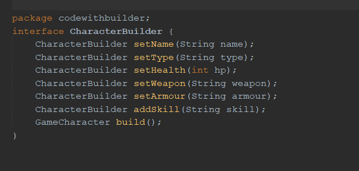 package codewithbuilder;
interface CharacterBuilder {
    CharacterBuilder setName(String name);
    CharacterBuilder setType(String type);
    CharacterBuilder setHealth(int hp);
    CharacterBuilder setWeapon(String weapon);
    CharacterBuilder setArmour(String armour);
    CharacterBuilder addSkill(String skill);
    GameCharacter build();
}